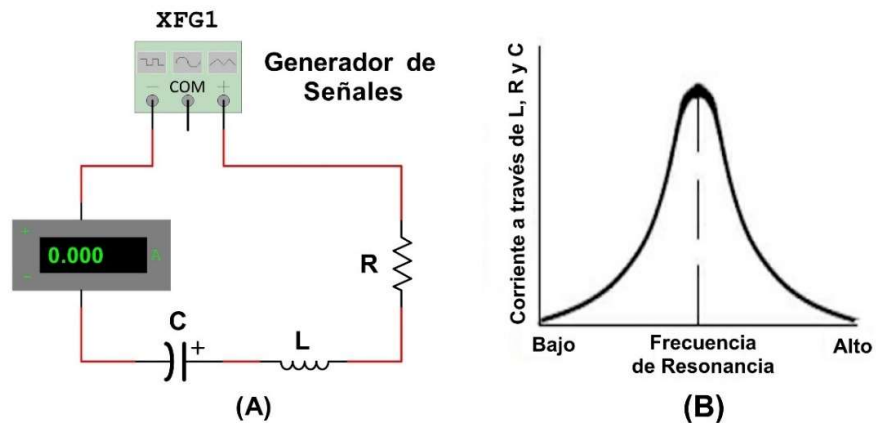 XFG1
Generador de
Señales
COM
0.000
A
R
C
+
L
(A)
Corriente a través de L, R y C
Bajo
Frecuencia
de Resonancia
Alto
(B)